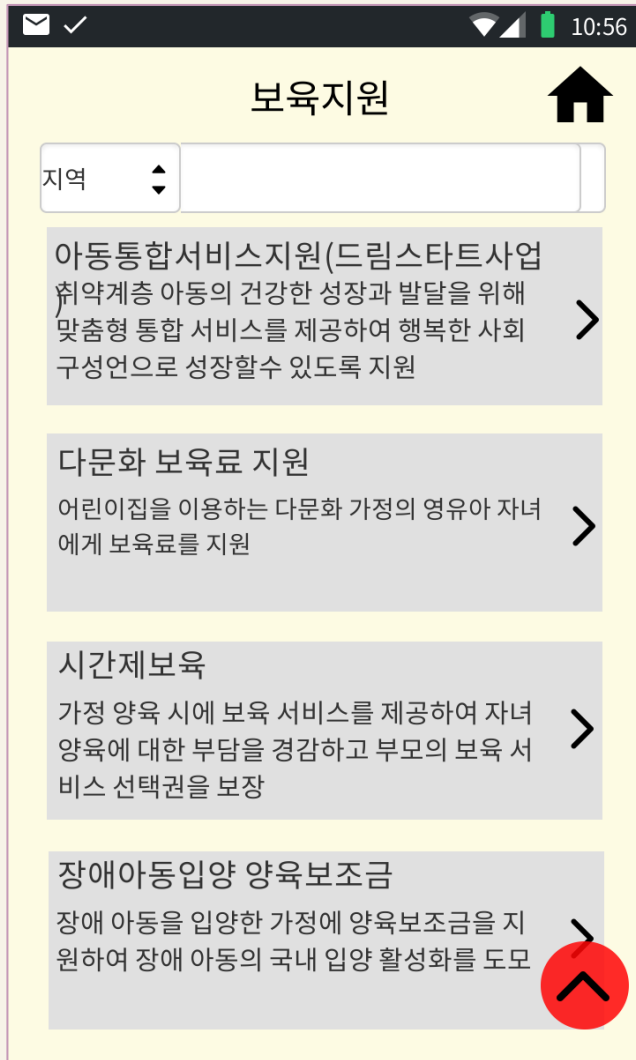 10:56
보육지원
지역
아동통합서비스지원(드림스타트사업
)
취약계층 아동의 건강한 성장과 발달을 위해
맞춤형 통합 서비스를 제공하여 행복한 사회
구성언으로 성장할수 있도록 지원
다문화 보육료 지원
어린이집을 이용하는 다문화 가정의 영유아 자녀
에게 보육료를 지원
시간제보육
가정 양육 시에 보육 서비스를 제공하여 자녀
양육에 대한 부담을 경감하고 부모의 보육 서
비스 선택권을 보장
장애아동입양 양육보조금
장애 아동을 입양한 가정에 양육보조금을 지
원하여 장애 아동의 국내 입양 활성화를 도모